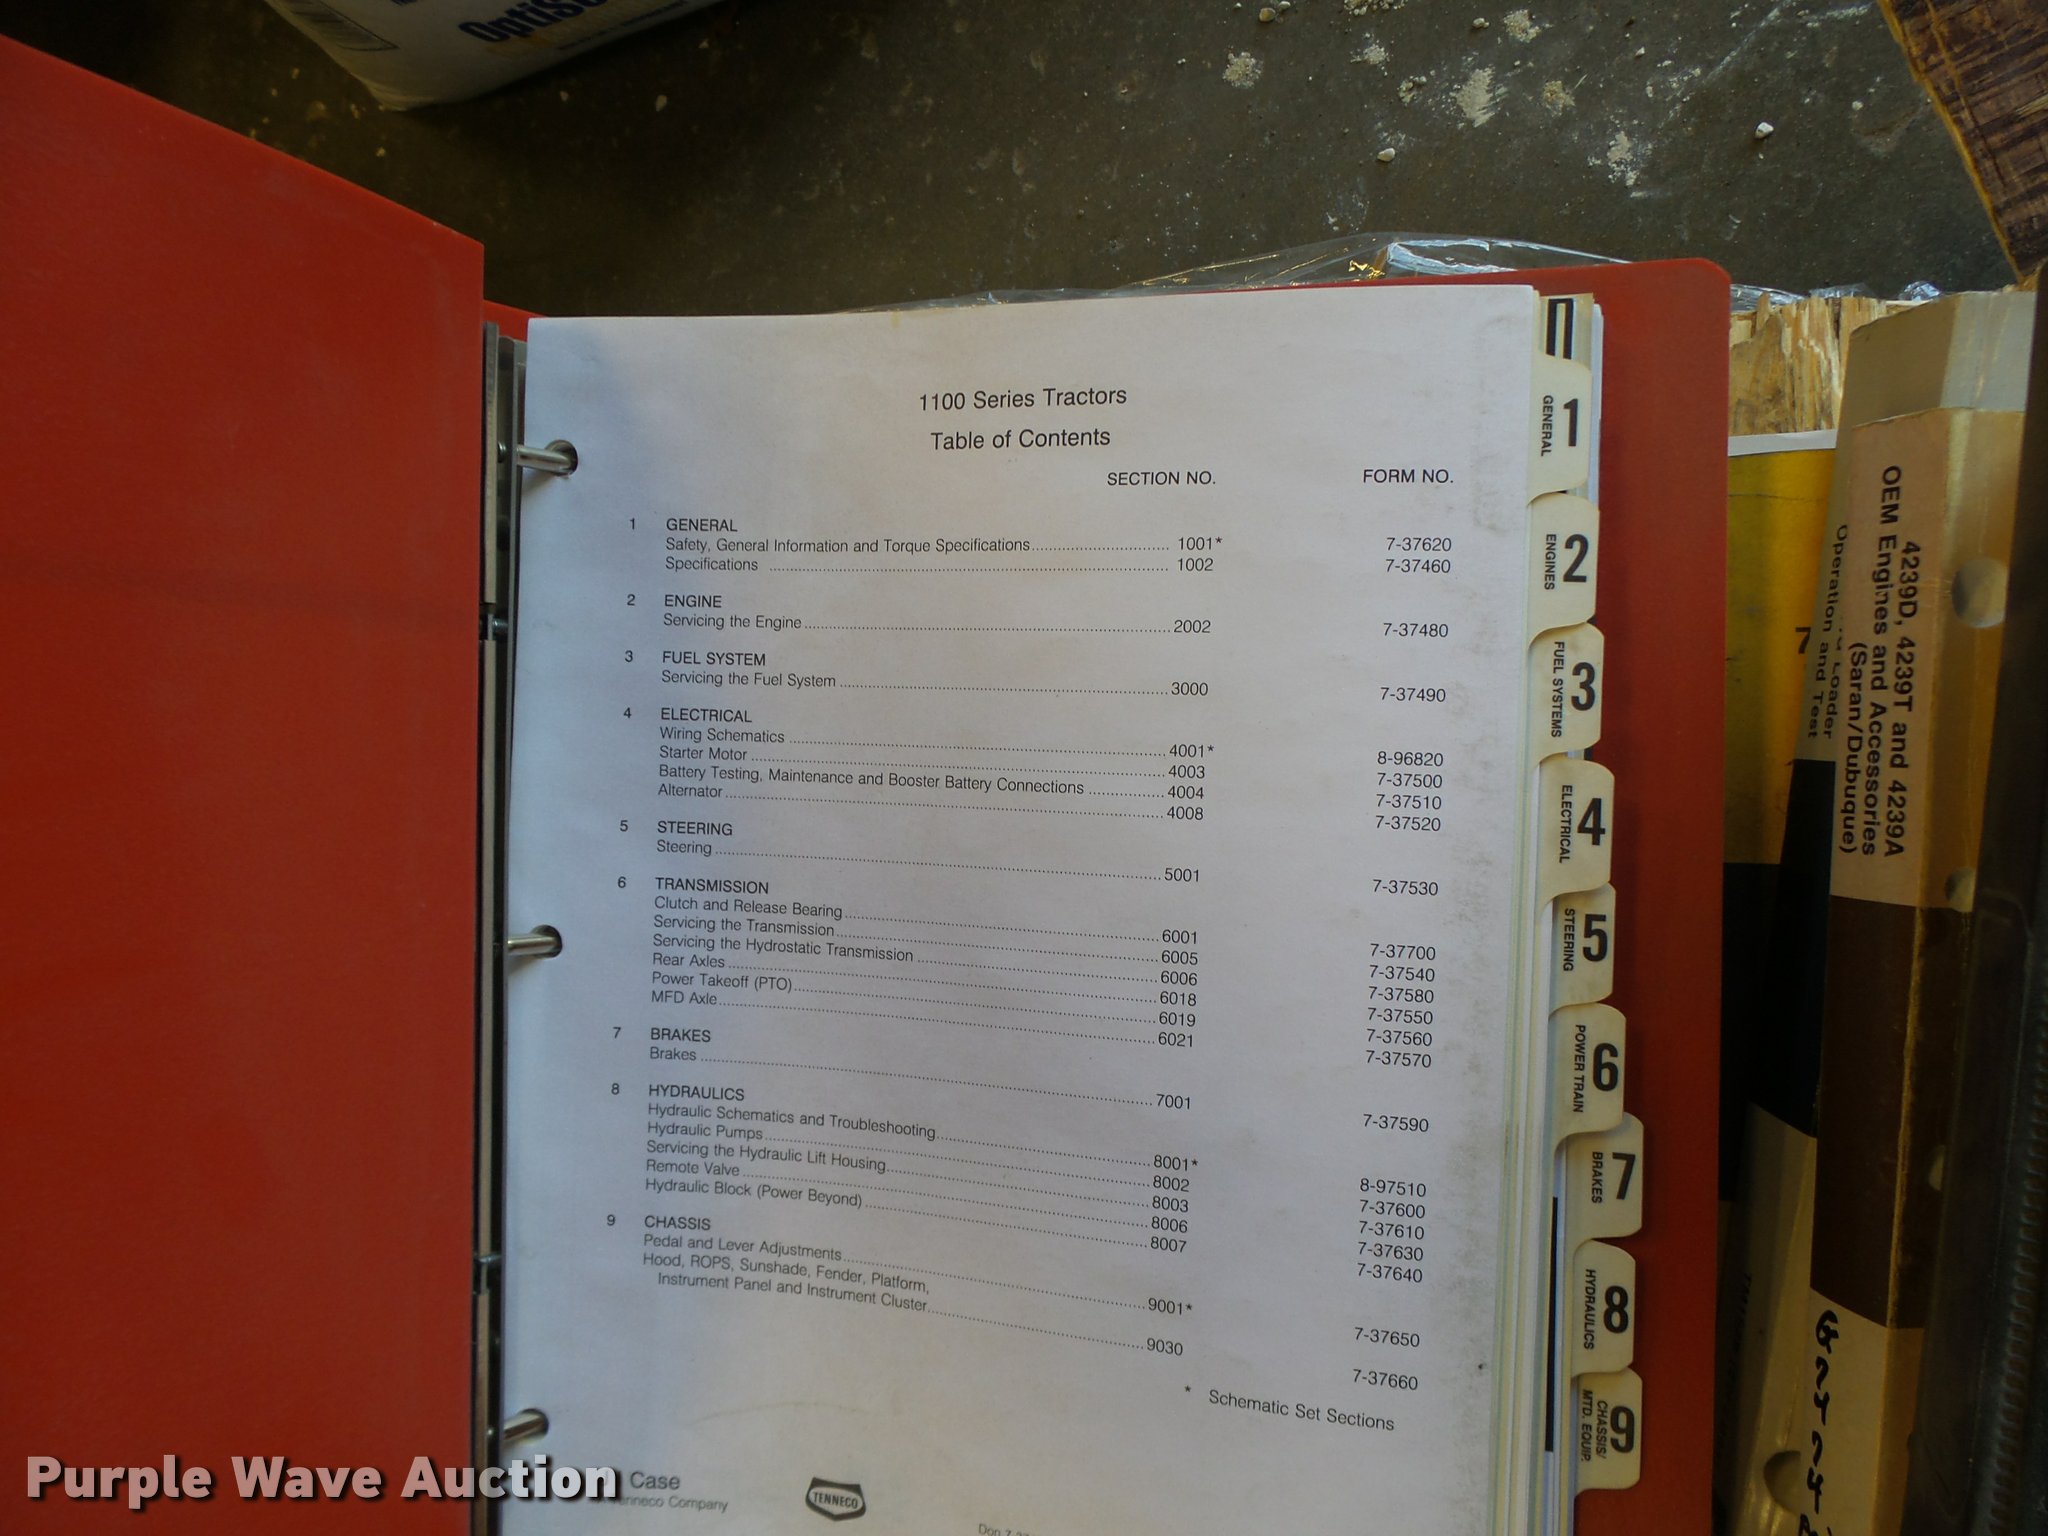 1100 Series Tractors
Table of Contents
SECTION NO. FORM NO.
1 GENERAL
Safety, General Information and Torque Specifications 1001* 7-37620
Specifications 1002 7-37460
2 ENGINE
Servicing the Engine 2002 7-37480
3 FUEL SYSTEM
Servicing the Fuel System 3000 7-37490
4 ELECTRICAL
Wiring Schematics 4001* 8-96820
Starter Motor 4003 7-37500
Battery Testing, Maintenance and Booster Battery Connections 4004 7-37510
Alternator 4008 7-37520
5 STEERING
Steering 5001 7-37530
6 TRANSMISSION
Clutch and Release Bearing 6001 7-37700
Servicing the Transmission 6005 7-37540
Servicing the Hydrostatic Transmission 6006 7-37580
Rear Axles 6018 7-37550
Power Takeoff (PTO) 6019 7-37560
MFD Axle 6021 7-37570
7 BRAKES
Brakes 7001 7-37590
8 HYDRAULICS
Hydraulic Schematics and Troubleshooting 8001* 8-97510
Hydraulic Pumps 8002 7-37600
Servicing the Hydraulic Lift Housing 8003 7-37610
Remote Valve 8006 7-37630
Hydraulic Block (Power Beyond) 8007 7-37640
9 CHASSIS
Pedal and Lever Adjustments 9001* 7-37650
Hood, ROPS, Sunshade, Fender, Platform,
Instrument Panel and Instrument Cluster 9030 7-37660
* Schematic Set Sections
Case
Tenneco Company
TENNECO
1 GENERAL
2 ENGINES
3 FUEL SYSTEMS
4 ELECTRICAL
5 STEERING
6 POWER TRAIN
7 BRAKES
8 HYDRAULICS
9 CHASSIS/
MTD. EQUIP.
4239D, 4239T and 4239A
OEM Engines and Accessories
(Saran/Dubuque)
Loader
Operation and Test
Purple Wave Auction